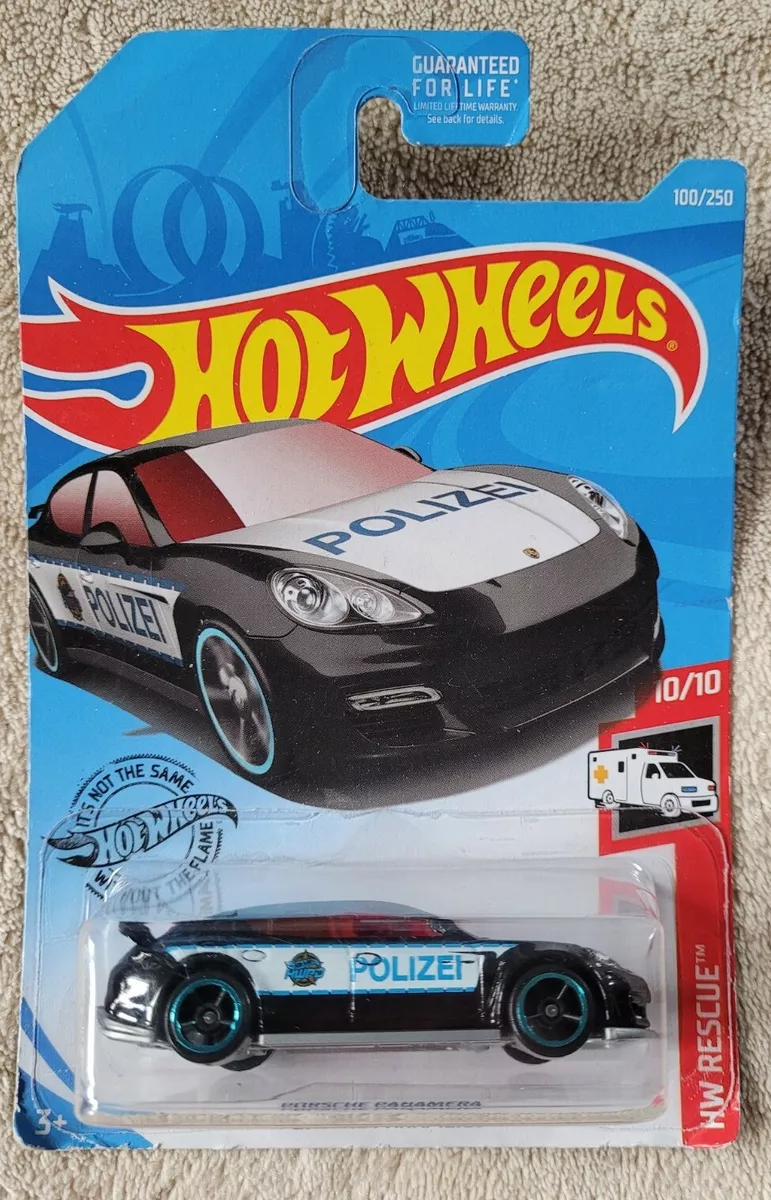 GUARANTEED
FOR LIFE*
LIMITED LIFETIME WARRANTY.
See back for details.
100/250
HOT WHEELS®
POLIZEI
POLIZEI
10/10
IT'S NOT THE SAME
HOT WHEELS
THE FLAME
HWPD
POLIZEI
HW RESCUE™
PORSCHE PANAMERA
3+